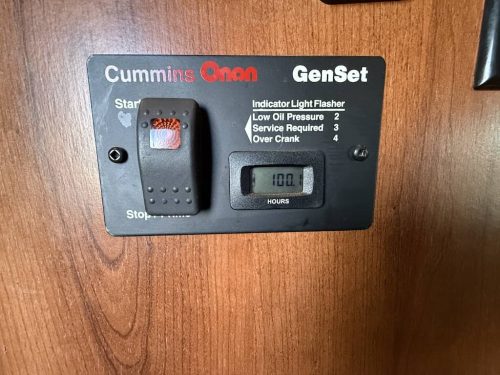 Cummins Onan GenSet
Start
Indicator Light Flasher
Low Oil Pressure 2
Service Required 3
Over Crank 4
100.1
HOURS
Stop